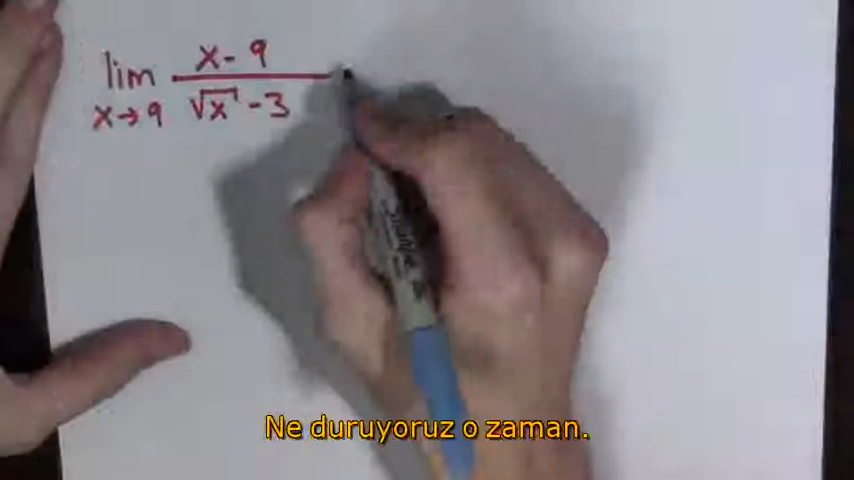 lim x - 9
x→9 √x - 3
Ne duruyoruz o zaman.